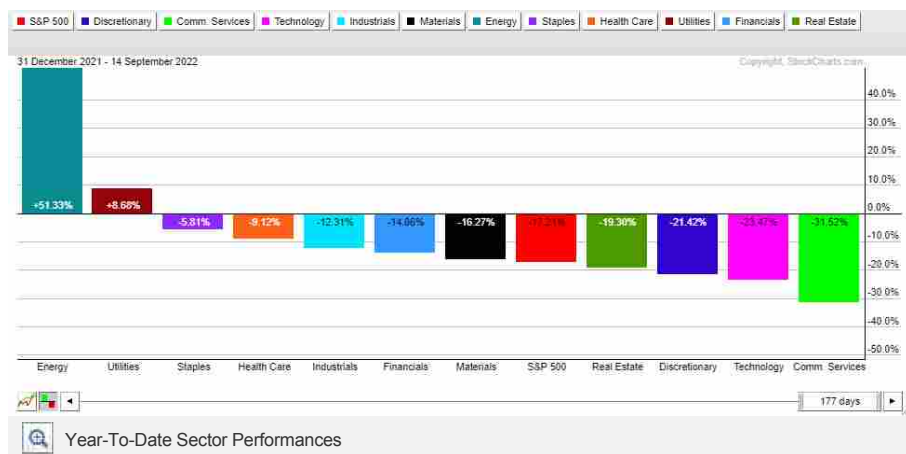 S&P 500 Discretionary Comm. Services Technology Industrials Materials Energy Staples Health Care Utilities Financials Real Estate
31 December 2021 - 14 September 2022 Copyright, StockCharts.com
40.0%
30.0%
20.0%
10.0%
0.0%
-10.0%
-20.0%
-30.0%
-40.0%
-50.0%
+51.33% +8.68% -5.81% -9.12% -12.31% -14.06% -16.27% -19.30% -21.42% -23.47% -31.52%
Energy Utilities Staples Health Care Industrials Financials Materials S&P 500 Real Estate Discretionary Technology Comm. Services
177 days
Year-To-Date Sector Performances